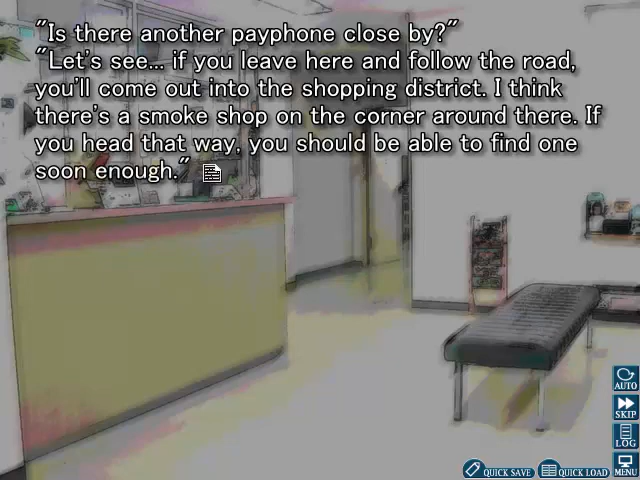 "Is there another payphone close by?"
"Let's see... if you leave here and follow the road,
you'll come out into the shopping district. I think
there's a smoke shop on the corner around there. If
you head that way, you should be able to find one
soon enough."
AUTO
SKIP
LOG
QUICK SAVE
QUICK LOAD
MENU